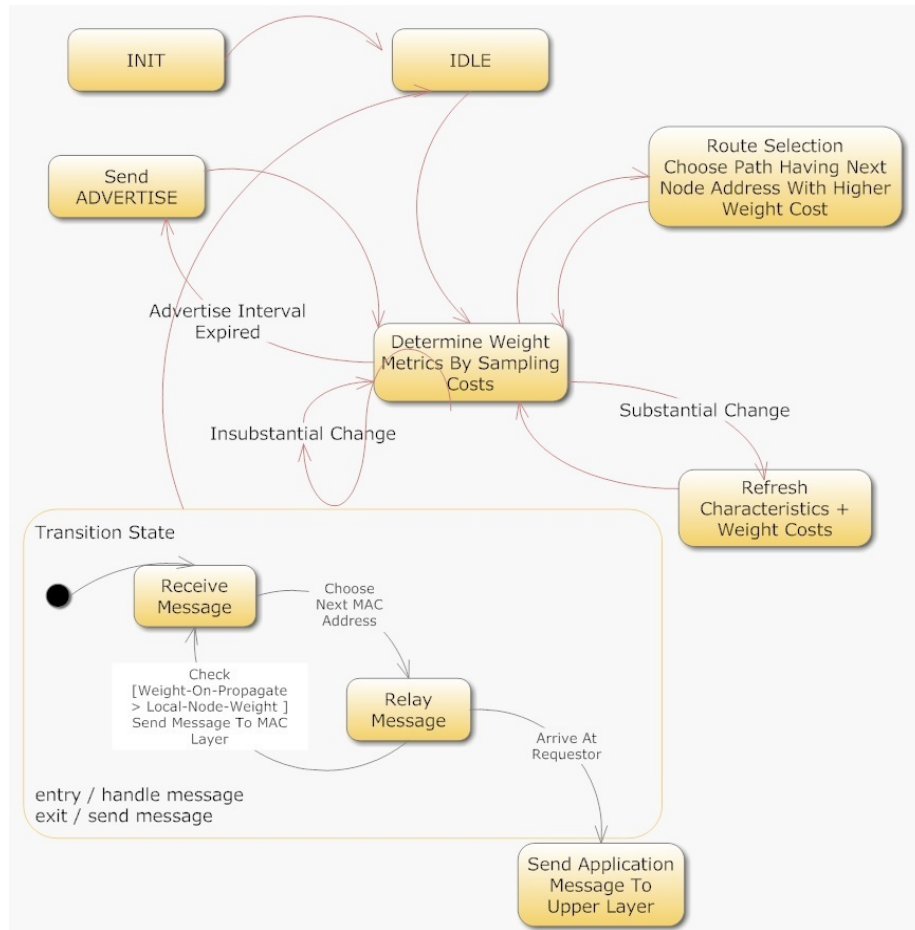 INIT
IDLE
Send
ADVERTISE
Route Selection
Choose Path Having Next
Node Address With Higher
Weight Cost
Advertise Interval
Expired
Determine Weight
Metrics By Sampling
Costs
Insubstantial Change
Substantial Change
Refresh
Characteristics +
Weight Costs
Transition State
Receive
Message
Choose
Next MAC
Address
Check
[Weight-On-Propagate
> Local-Node-Weight ]
Send Message To MAC
Layer
Relay
Message
Arrive At
Requestor
entry / handle message
exit / send message
Send Application
Message To
Upper Layer